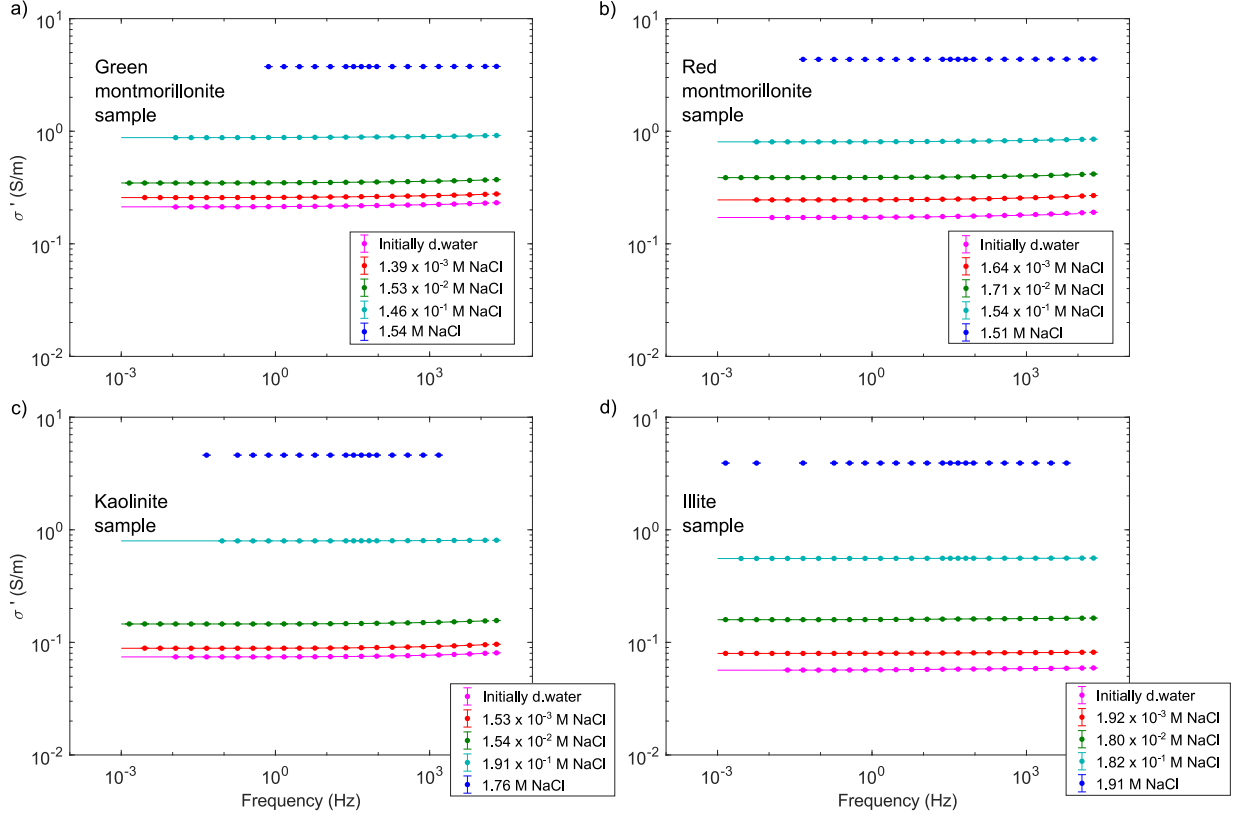 a)
10^1
10^0
10^-1
10^-2
σ ' (S/m)
Green
montmorillonite
sample
Initially d.water
1.39 x 10^-3 M NaCl
1.53 x 10^-2 M NaCl
1.46 x 10^-1 M NaCl
1.54 M NaCl
10^-3
10^0
10^3
b)
10^1
10^0
10^-1
10^-2
Red
montmorillonite
sample
Initially d.water
1.64 x 10^-3 M NaCl
1.71 x 10^-2 M NaCl
1.54 x 10^-1 M NaCl
1.51 M NaCl
10^-3
10^0
10^3
c)
10^1
10^0
10^-1
10^-2
σ ' (S/m)
Kaolinite
sample
Initially d.water
1.53 x 10^-3 M NaCl
1.54 x 10^-2 M NaCl
1.91 x 10^-1 M NaCl
1.76 M NaCl
10^-3
10^0
10^3
Frequency (Hz)
d)
10^1
10^0
10^-1
10^-2
Illite
sample
Initially d.water
1.92 x 10^-3 M NaCl
1.80 x 10^-2 M NaCl
1.82 x 10^-1 M NaCl
1.91 M NaCl
10^-3
10^0
10^3
Frequency (Hz)